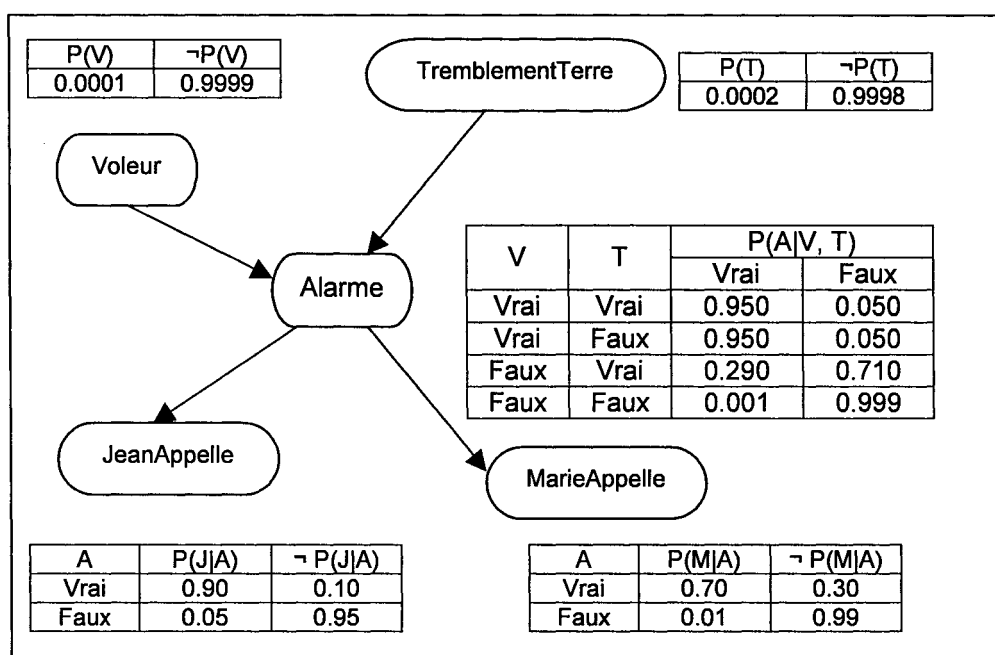 P(V) ¬P(V)
0.0001 0.9999
TremblementTerre
P(T) ¬P(T)
0.0002 0.9998
Voleur
Alarme
V T P(A|V, T)
Vrai Faux
Vrai Vrai 0.950 0.050
Vrai Faux 0.950 0.050
Faux Vrai 0.290 0.710
Faux Faux 0.001 0.999
JeanAppelle
MarieAppelle
A P(J|A) ¬ P(J|A)
Vrai 0.90 0.10
Faux 0.05 0.95
A P(M|A) ¬ P(M|A)
Vrai 0.70 0.30
Faux 0.01 0.99